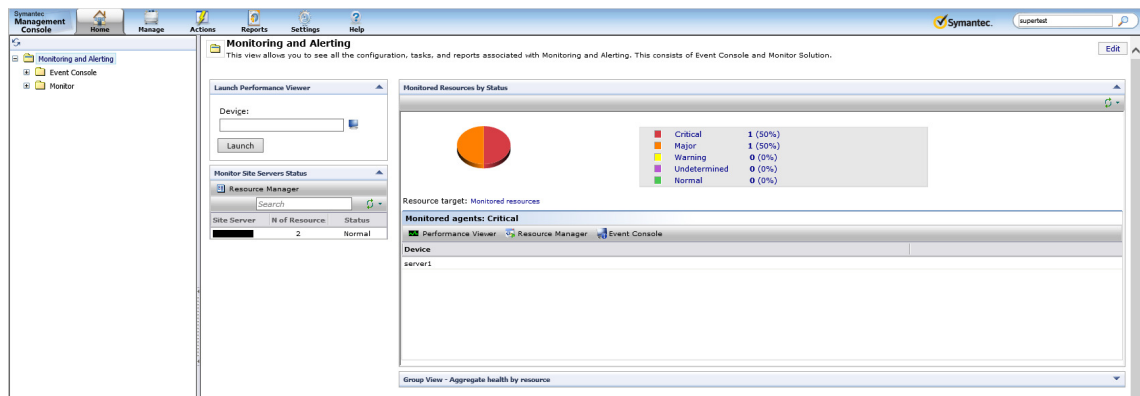 Symantec
Management
Console
Home
Manage
Actions
Reports
Settings
Help
Symantec.
supertest
Monitoring and Alerting
Event Console
Monitor
Monitoring and Alerting
This view allows you to see all the configuration, tasks, and reports associated with Monitoring and Alerting. This consists of Event Console and Monitor Solution.
Edit
Launch Performance Viewer
Device:
Launch
Monitor Site Servers Status
Resource Manager
Search
Site Server N of Resource Status
2 Normal
Monitored Resources by Status
Critical 1 (50%)
Major 1 (50%)
Warning 0 (0%)
Undetermined 0 (0%)
Normal 0 (0%)
Resource target: Monitored resources
Monitored agents: Critical
Performance Viewer Resource Manager Event Console
Device
server1
Group View - Aggregate health by resource